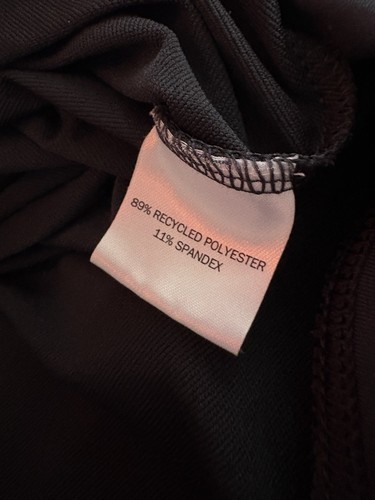 89% RECYCLED POLYESTER
11% SPANDEX